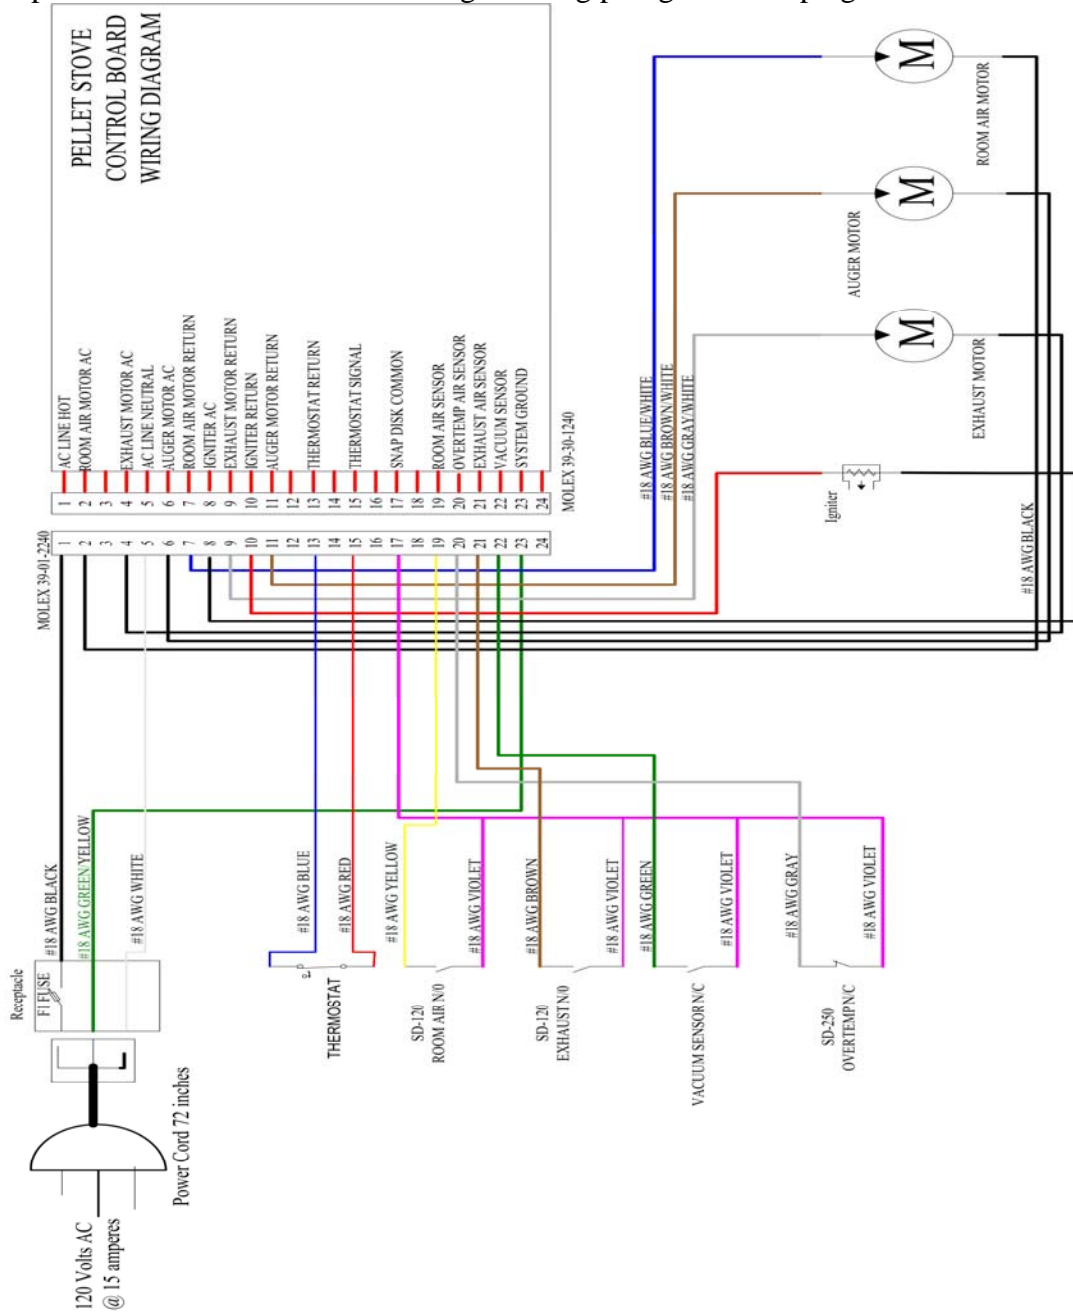 PELLET STOVE
CONTROL BOARD
WIRING DIAGRAM
AC LINE HOT
ROOM AIR MOTOR AC
EXHAUST MOTOR AC
AC LINE NEUTRAL
AUGER MOTOR AC
ROOM AIR MOTOR RETURN
IGNITER AC
EXHAUST MOTOR RETURN
IGNITER RETURN
AUGER MOTOR RETURN
THERMOSTAT RETURN
THERMOSTAT SIGNAL
SNAP DISK COMMON
ROOM AIR SENSOR
OVERTEMP AIR SENSOR
EXHAUST AIR SENSOR
VACUUM SENSOR
SYSTEM GROUND
1 2 3 4 5 6 7 8 9 10 11 12 13 14 15 16 17 18 19 20 21 22 23 24
MOLEX 39-30-1240
MOLEX 39-01-2240
1 2 3 4 5 6 7 8 9 10 11 12 13 14 15 16 17 18 19 20 21 22 23 24
#18 AWG BLUE/WHITE
#18 AWG BROWN/WHITE
#18 AWG GRAY/WHITE
#18 AWG BLACK
M
ROOM AIR MOTOR
M
AUGER MOTOR
M
EXHAUST MOTOR
Igniter
#18 AWG BLACK
#18 AWG GREEN/YELLOW
#18 AWG WHITE
#18 AWG BLUE
#18 AWG RED
#18 AWG YELLOW
#18 AWG VIOLET
#18 AWG BROWN
#18 AWG VIOLET
#18 AWG GREEN
#18 AWG VIOLET
#18 AWG GRAY
#18 AWG VIOLET
Receptacle
F1 FUSE
THERMOSTAT
SD-120
ROOM AIR N/0
SD-120
EXHAUST N/0
VACUUM SENSOR N/C
SD-250
OVERTEMP N/C
Power Cord 72 inches
120 Volts AC
@ 15 amperes